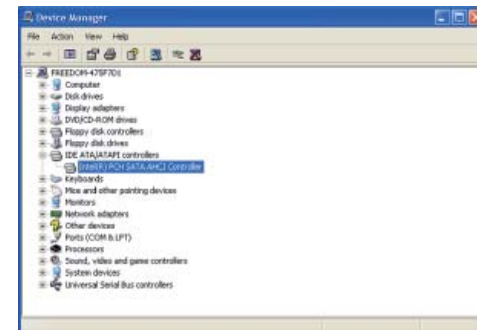 Device Manager
File Action View Help
FREEDOM-475F7D1
Computer
Disk drives
Display adapters
DVD/CD-ROM drives
Floppy disk controllers
Floppy disk drives
IDE ATA/ATAPI controllers
Intel(R) PCH SATA AHCI Controller
Keyboards
Mice and other pointing devices
Monitors
Network adapters
Other devices
Ports (COM & LPT)
Processors
Sound, video and game controllers
System devices
Universal Serial Bus controllers